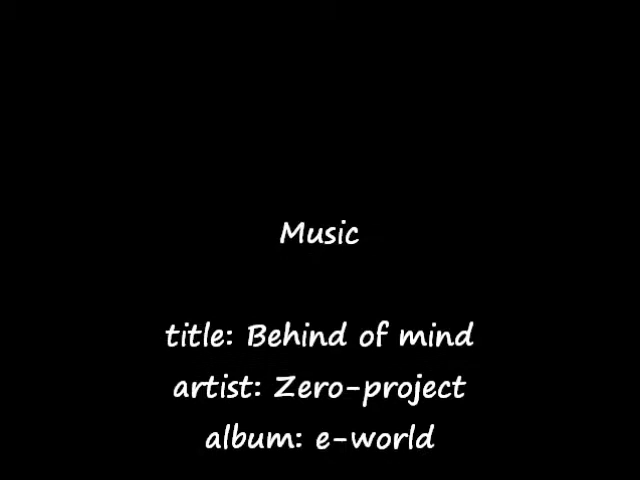 Music
title: Behind of mind
artist: Zero-project
album: e-world